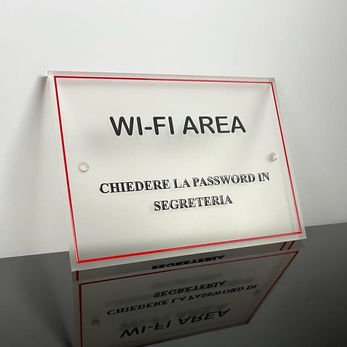 WI-FI AREA
CHIEDERE LA PASSWORD IN
SEGRETERIA